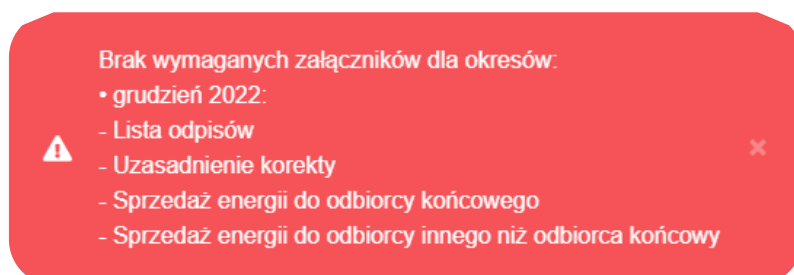 Brak wymaganych załączników dla okresów:
• grudzień 2022:
- Lista odpisów
- Uzasadnienie korekty
- Sprzedaż energii do odbiorcy końcowego
- Sprzedaż energii do odbiorcy innego niż odbiorca końcowy